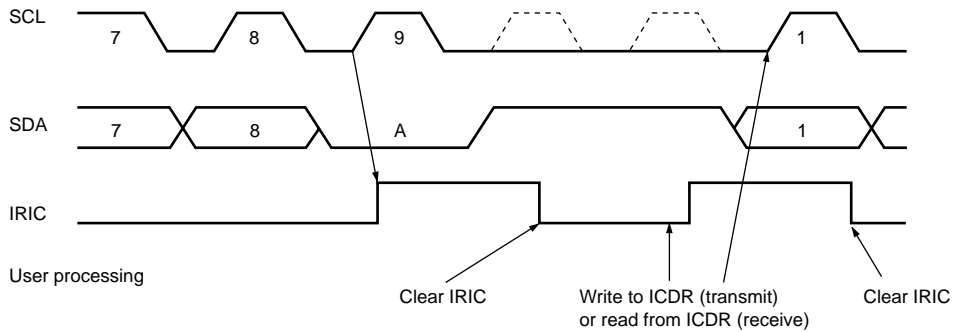 SCL
7 8 9 1
SDA
7 8 A 1
IRIC
User processing
Clear IRIC
Write to ICDR (transmit)
or read from ICDR (receive)
Clear IRIC